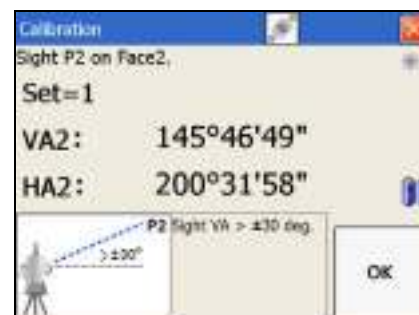 Calibration
Sight P2 on Face2.
Set=1
VA2: 145°46'49"
HA2: 200°31'58"
P2 Sight VA > ±30 deg.
>±30°
OK